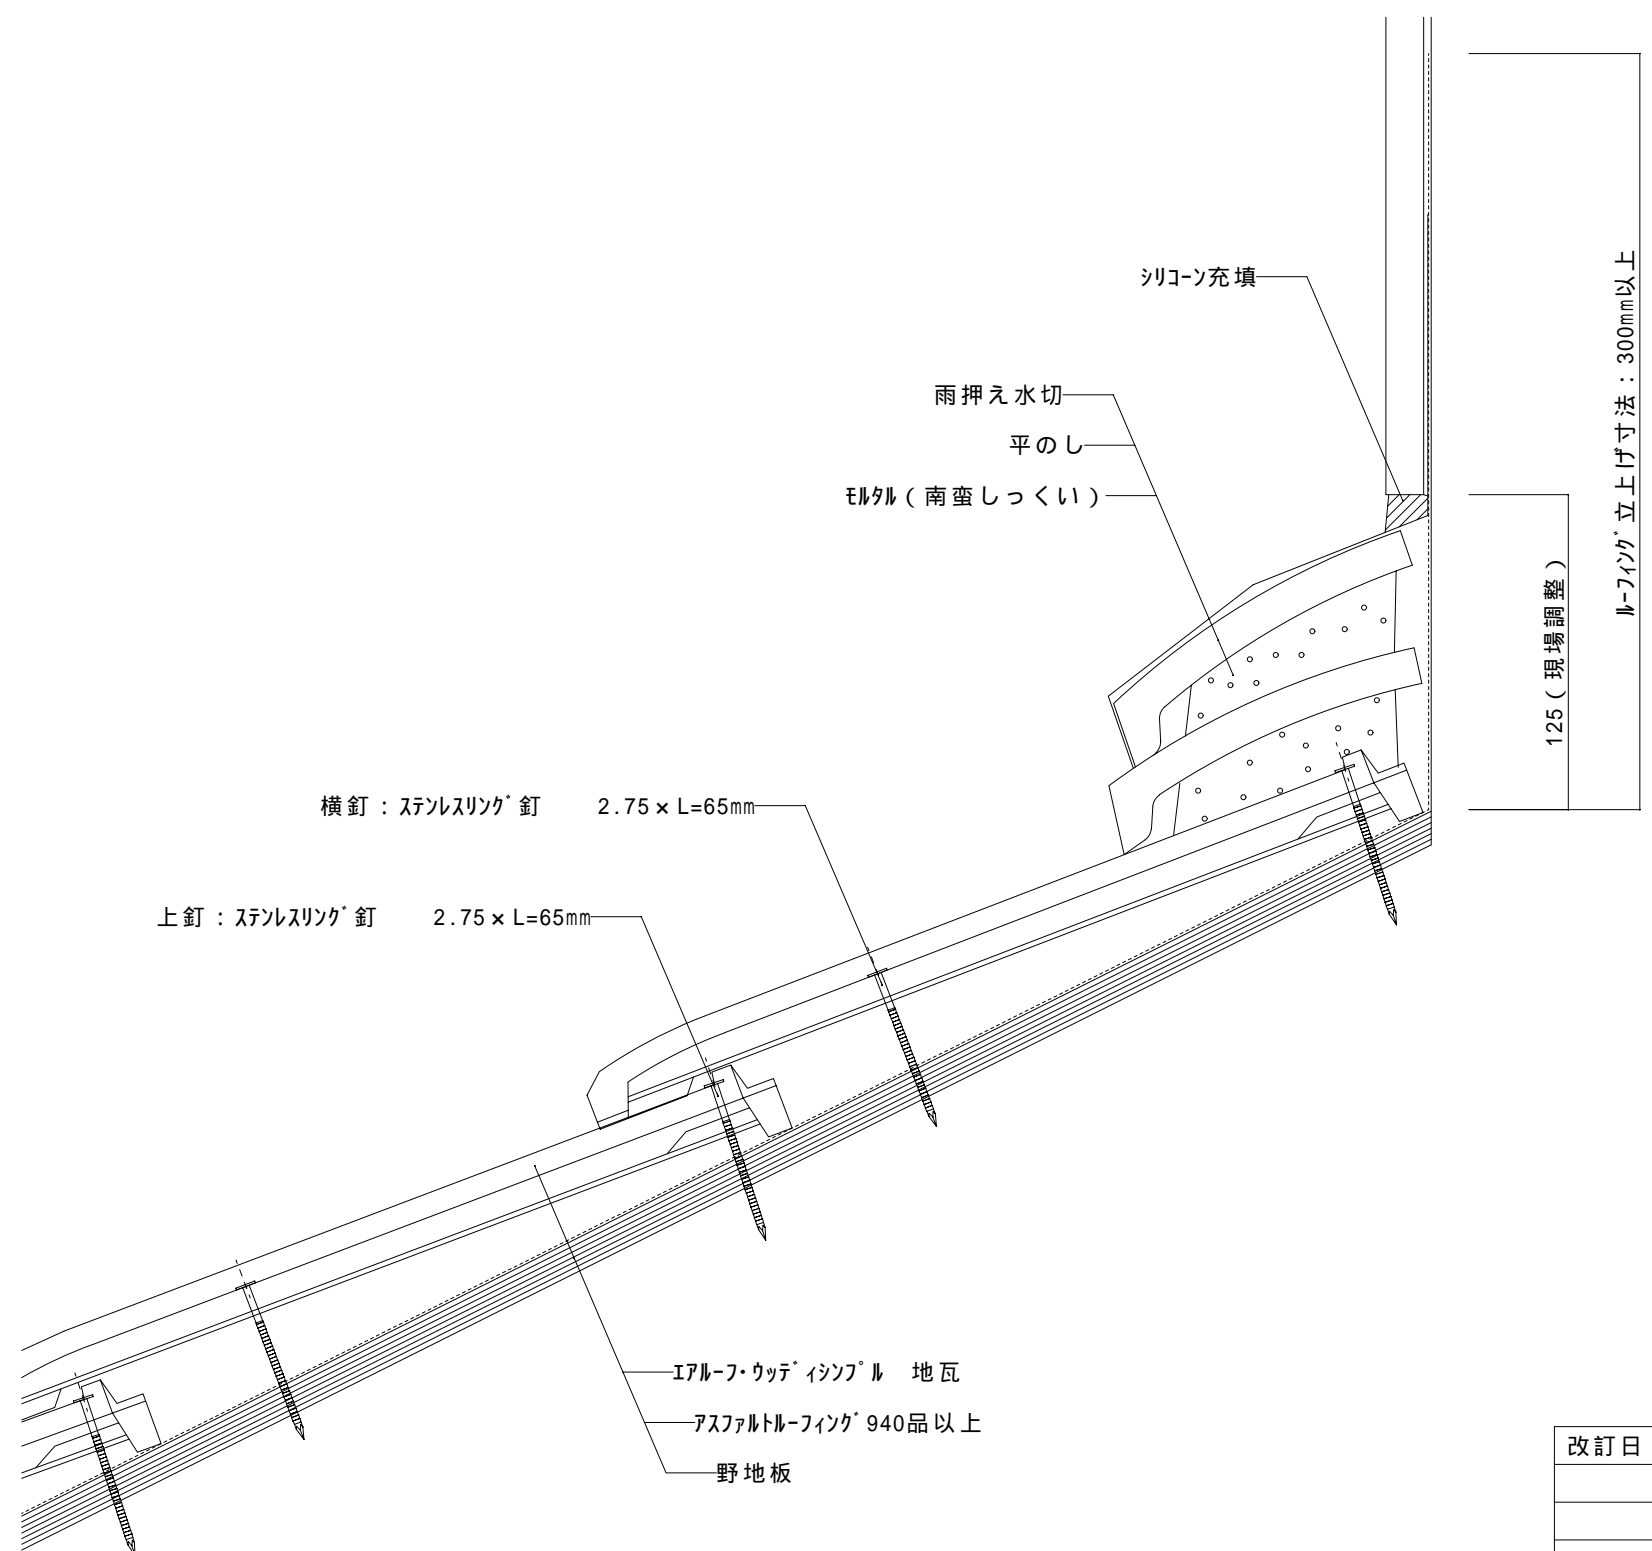 シリコーン充填
雨押え水切
平のし
モルタル（南蛮しっくい）
ルーフィング立上げ寸法：300mm以上
125（現場調整）
横釘：ステンレスリング釘　2.75×L=65mm
上釘：ステンレスリング釘　2.75×L=65mm
エアルーフ・ウッディシンプル　地瓦
アスファルトルーフィング940品以上
野地板
改訂日